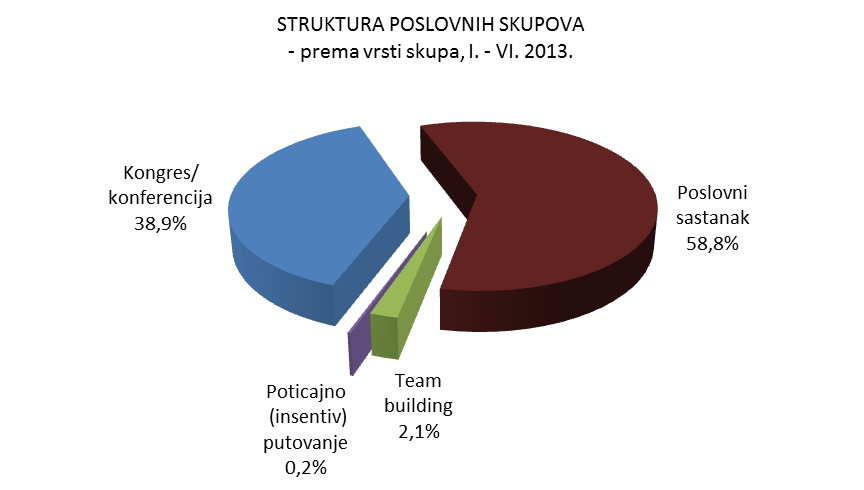 STRUKTURA POSLOVNIH SKUPOVA
- prema vrsti skupa, I. - VI. 2013.
Kongres/
konferencija
38,9%
Poslovni
sastanak
58,8%
Team
building
2,1%
Poticajno
(insentiv)
putovanje
0,2%